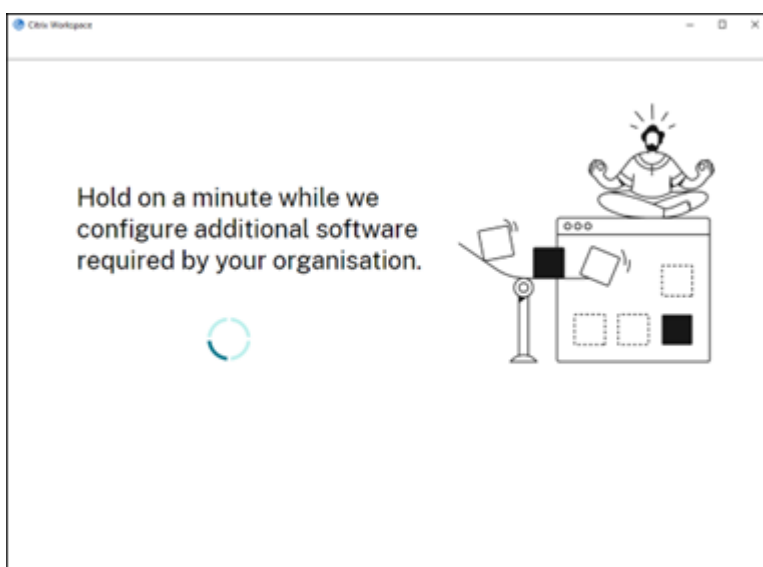 Citrix Workspace
Hold on a minute while we
configure additional software
required by your organisation.